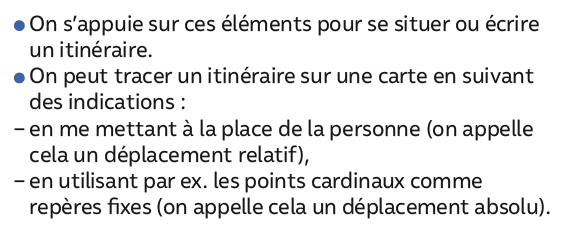 ● On s’appuie sur ces éléments pour se situer ou écrire
un itinéraire.
● On peut tracer un itinéraire sur une carte en suivant
des indications :
– en me mettant à la place de la personne (on appelle
cela un déplacement relatif),
– en utilisant par ex. les points cardinaux comme
repères fixes (on appelle cela un déplacement absolu).